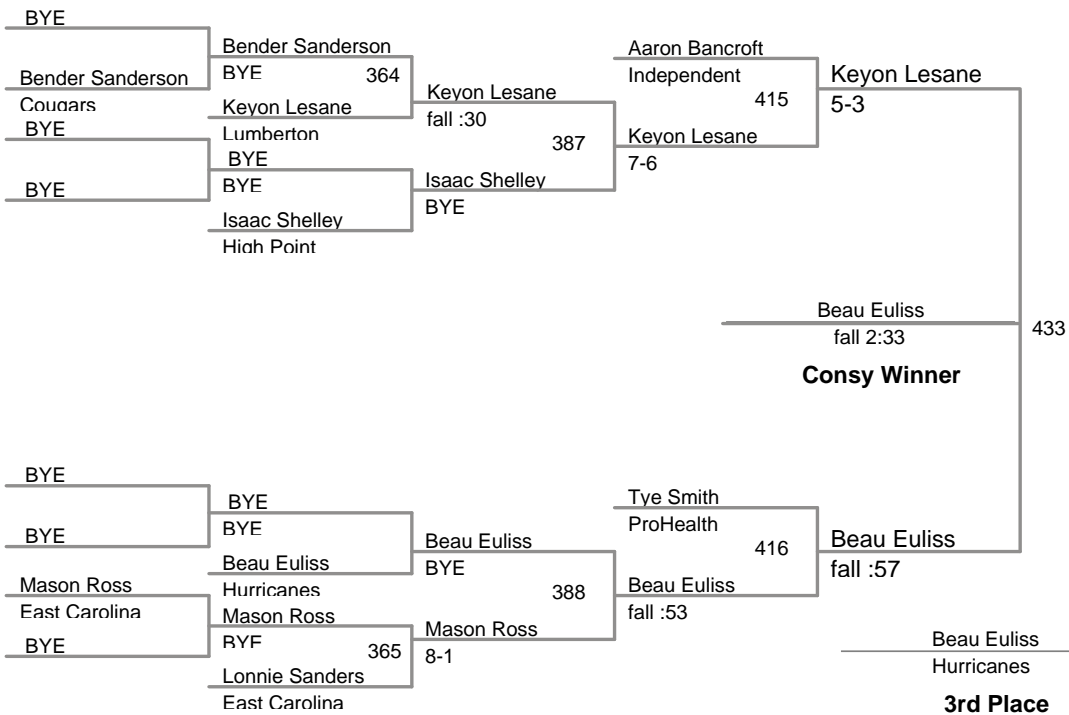 BYE
Bender Sanderson
Aaron Bancroft
Bender Sanderson
BYE
364
Independent
Keyon Lesane
Cougars
Keyon Lesane
Keyon Lesane
415
5-3
BYE
Lumberton
fall :30
387
Keyon Lesane
BYE
7-6
BYE
BYE
Isaac Shelley
Isaac Shelley
BYE
High Point
Beau Euliss
433
fall 2:33
Consy Winner
BYE
BYE
Tye Smith
BYE
BYE
ProHealth
Beau Euliss
416
Beau Euliss
Beau Euliss
BYE
fall :57
Mason Ross
Hurricanes
388
Beau Euliss
East Carolina
Mason Ross
fall :53
BYE
BYE
365
Mason Ross
8-1
Beau Euliss
Lonnie Sanders
Hurricanes
East Carolina
3rd Place